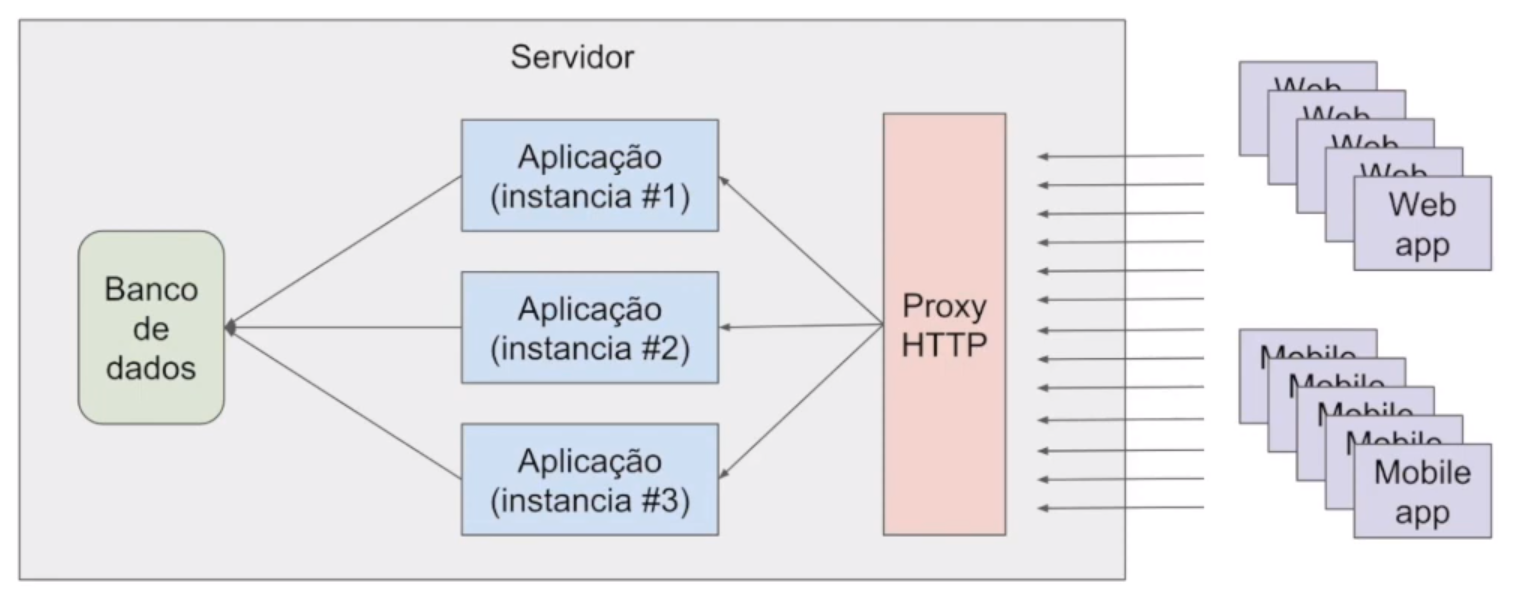 Servidor
Banco
de
dados
Aplicação
(instancia #1)
Aplicação
(instancia #2)
Aplicação
(instancia #3)
Proxy
HTTP
Web
Web
Web
Web
Web
app
Mobile
Mobile
Mobile
Mobile
Mobile
app